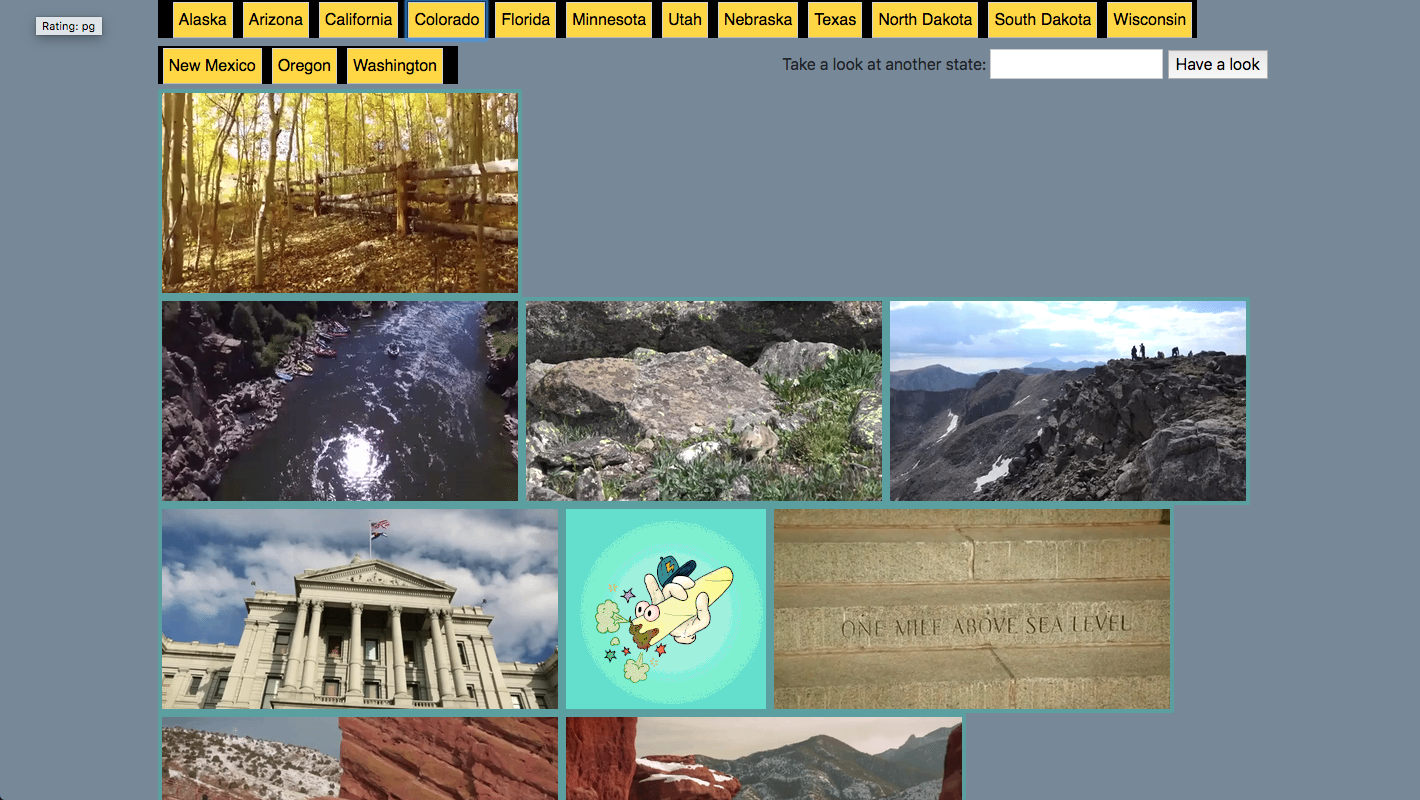 Rating: pg
Alaska Arizona California Colorado Florida Minnesota Utah Nebraska Texas North Dakota South Dakota Wisconsin
New Mexico Oregon Washington Take a look at another state: Have a look
ONE MILE ABOVE SEA LEVEL